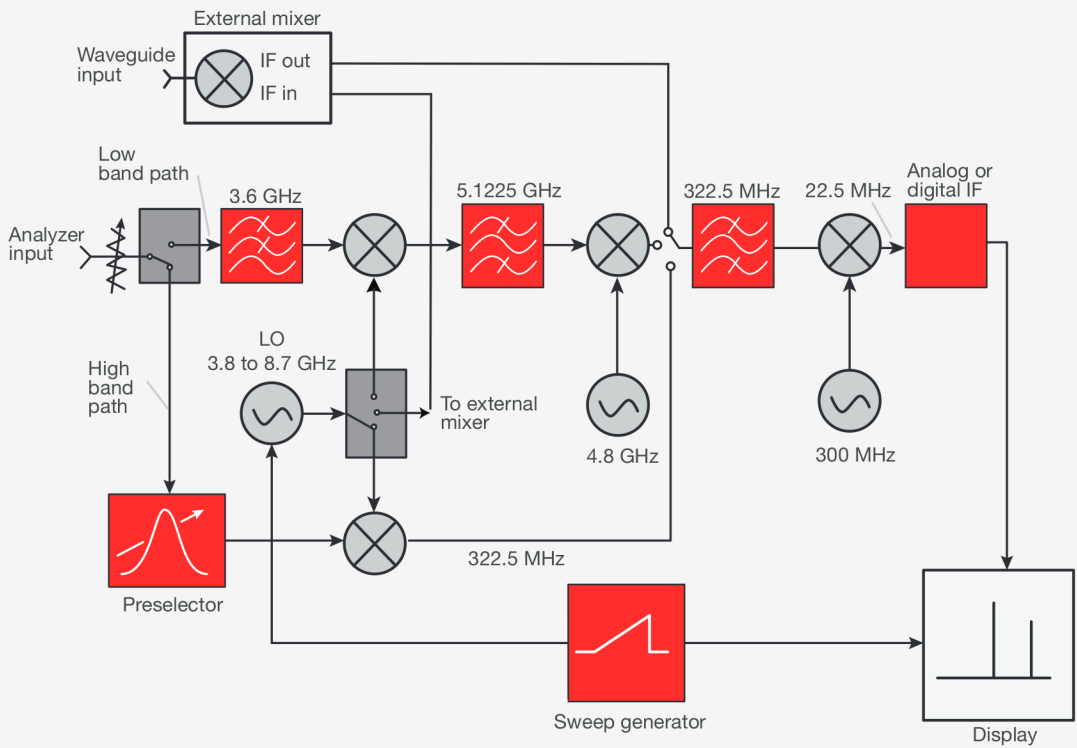 External mixer
Waveguide
input
IF out
IF in
Low
band path
3.6 GHz
5.1225 GHz
322.5 MHz
22.5 MHz
Analog or
digital IF
Analyzer
input
LO
3.8 to 8.7 GHz
High
band
path
To external
mixer
4.8 GHz
300 MHz
322.5 MHz
Preselector
Sweep generator
Display